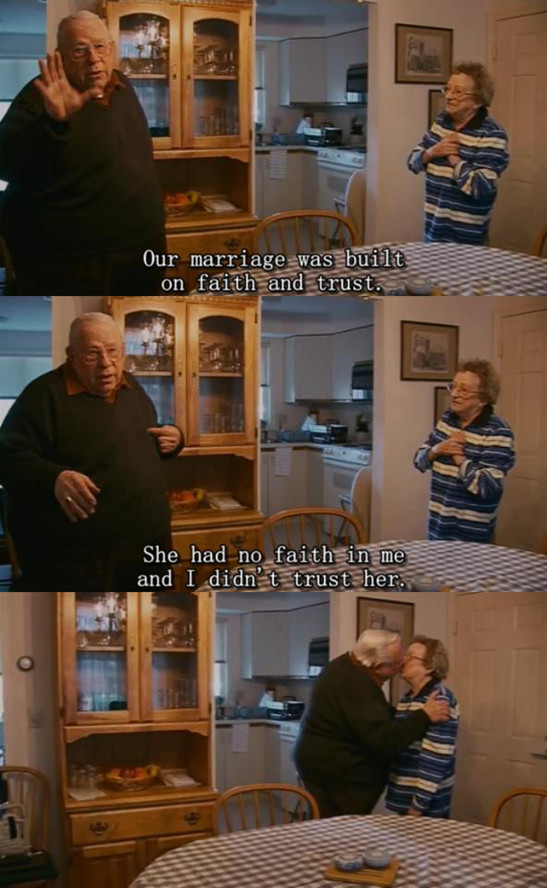 Our marriage was built
on faith and trust.
She had no faith in me
and I didn't trust her.